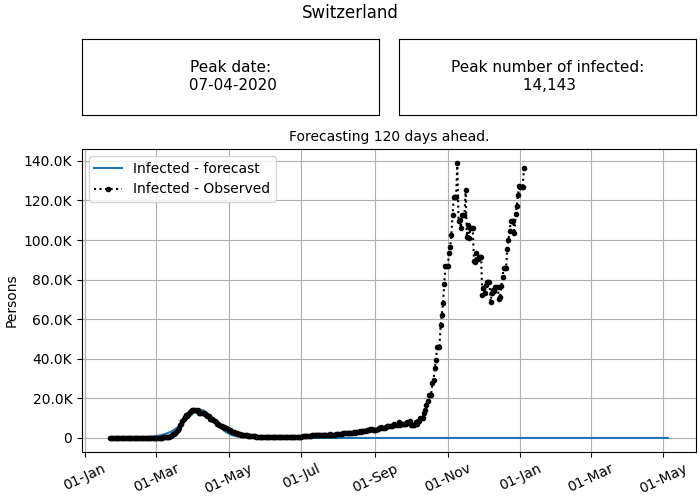 Switzerland
Peak date:
07-04-2020
Peak number of infected:
14,143
Forecasting 120 days ahead.
Infected - forecast
Infected - Observed
140.0K
120.0K
100.0K
80.0K
60.0K
40.0K
20.0K
0
Persons
01-Jan
01-Mar
01-May
01-Jul
01-Sep
01-Nov
01-Jan
01-Mar
01-May